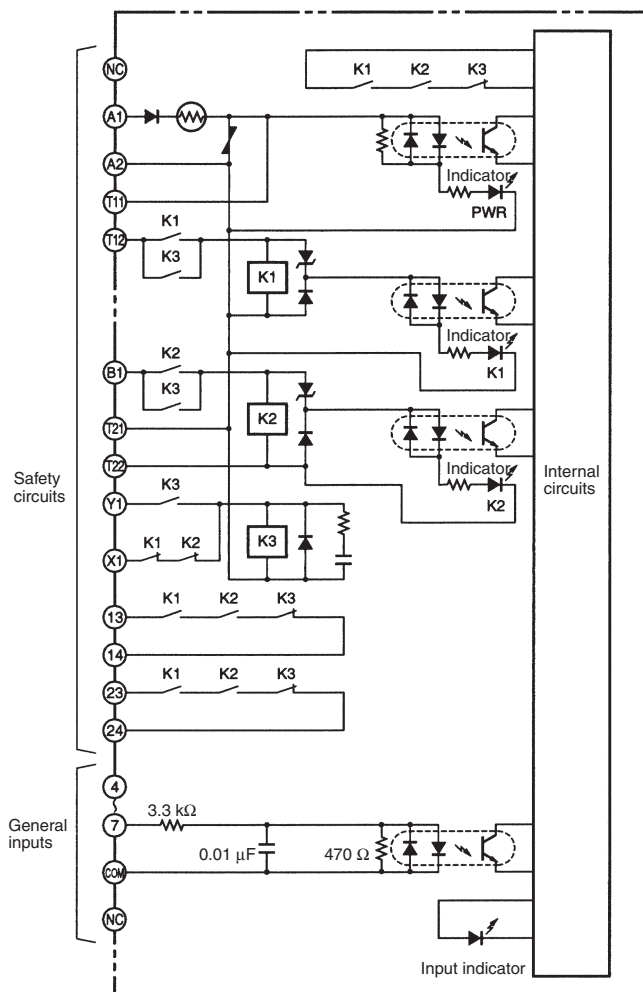 NC
K1 K2 K3
A1
A2
Indicator
PWR
T11
T12
K1
K3
K1
Indicator
K1
B1
K2
K3
K2
T21
T22
Indicator
K2
Safety
circuits
Internal
circuits
Y1
K3
K3
X1
K1 K2
13
K1 K2 K3
14
23
K1 K2 K3
24
General
inputs
4
7
3.3 kΩ
0.01 μF
470 Ω
COM
NC
Input indicator